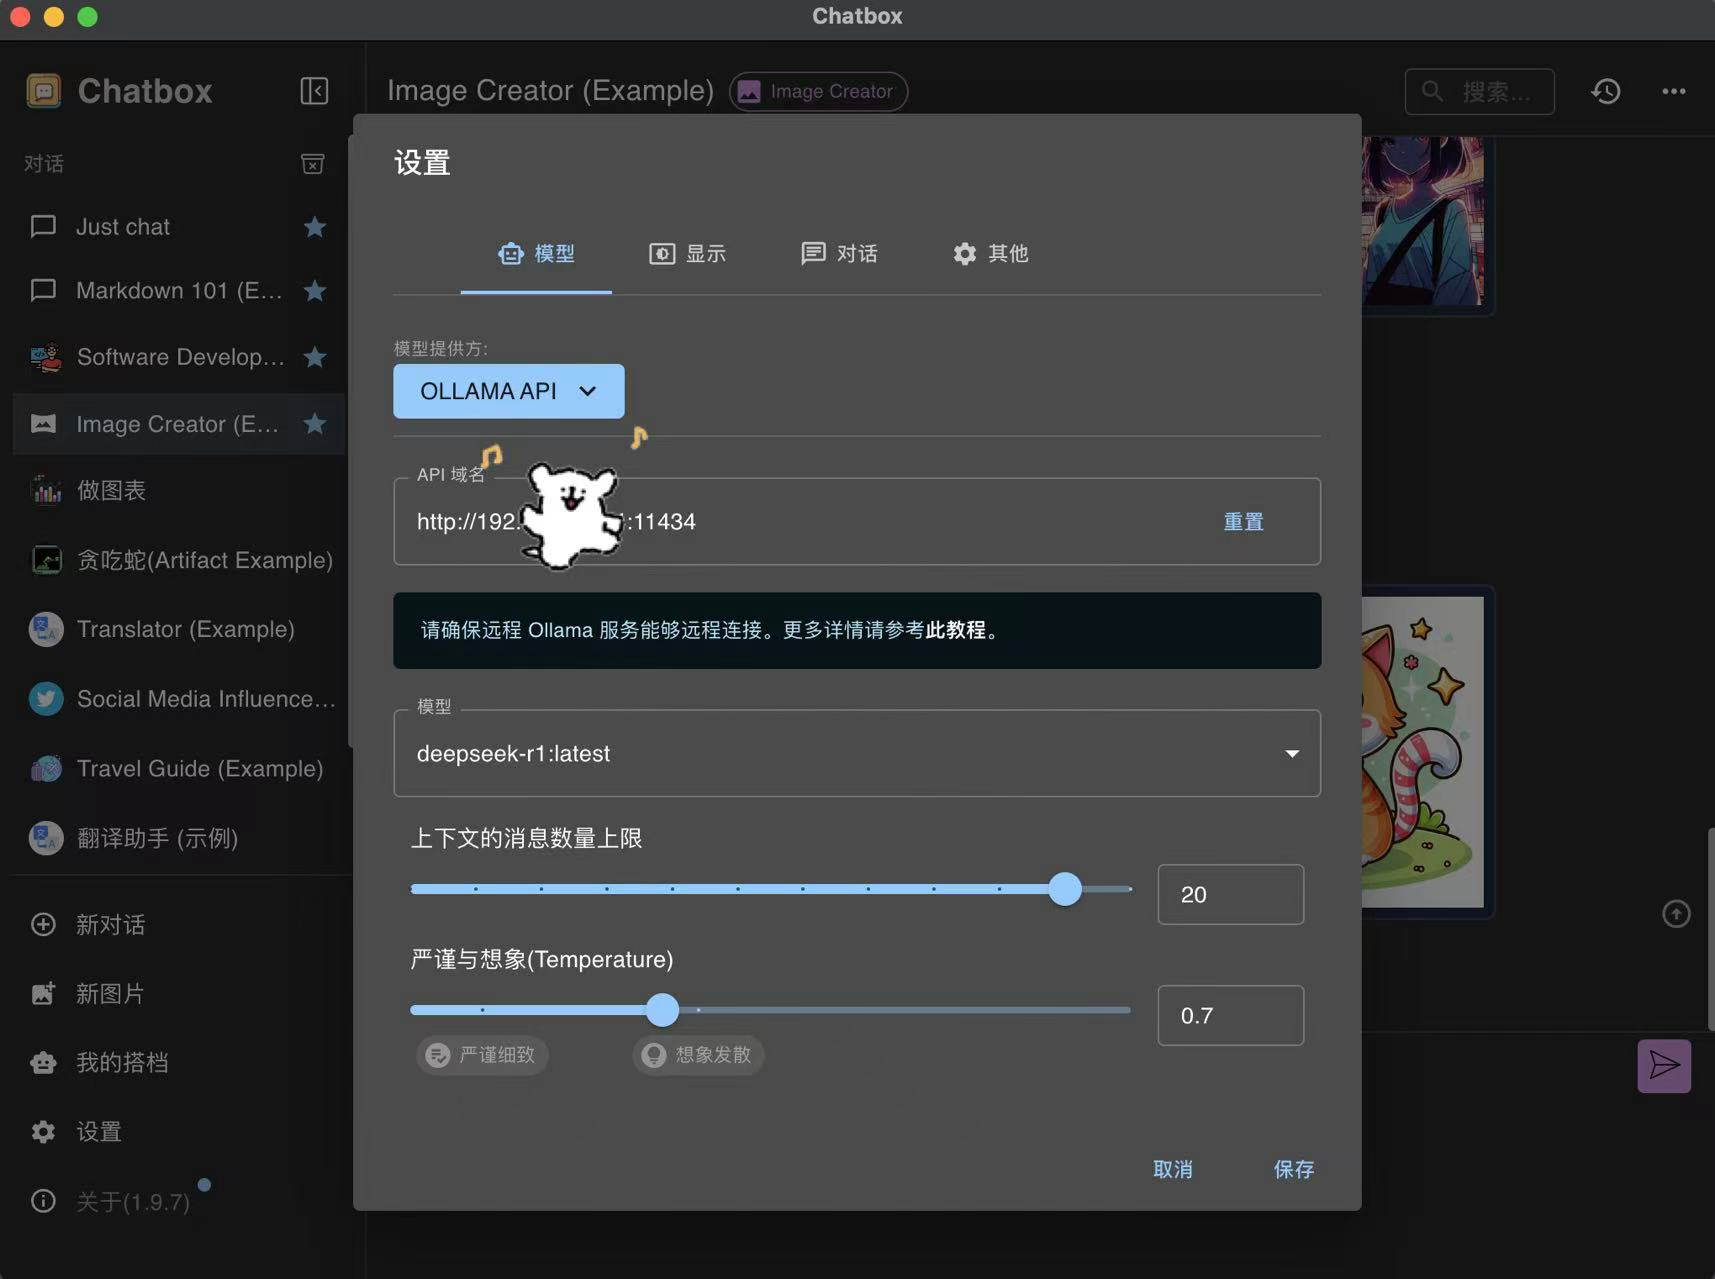 Chatbox
Chatbox
Image Creator (Example)
Image Creator
搜索...
对话
Just chat
Markdown 101 (E...
Software Develop...
Image Creator (E...
做图表
贪吃蛇(Artifact Example)
Translator (Example)
Social Media Influence...
Travel Guide (Example)
翻译助手 (示例)
新对话
新图片
我的搭档
设置
关于(1.9.7)
设置
模型
显示
对话
其他
模型提供方:
OLLAMA API
API 域名
http://192. :11434
重置
请确保远程 Ollama 服务能够远程连接。更多详情请参考此教程。
模型
deepseek-r1:latest
上下文的消息数量上限
20
严谨与想象(Temperature)
0.7
严谨细致
想象发散
取消
保存